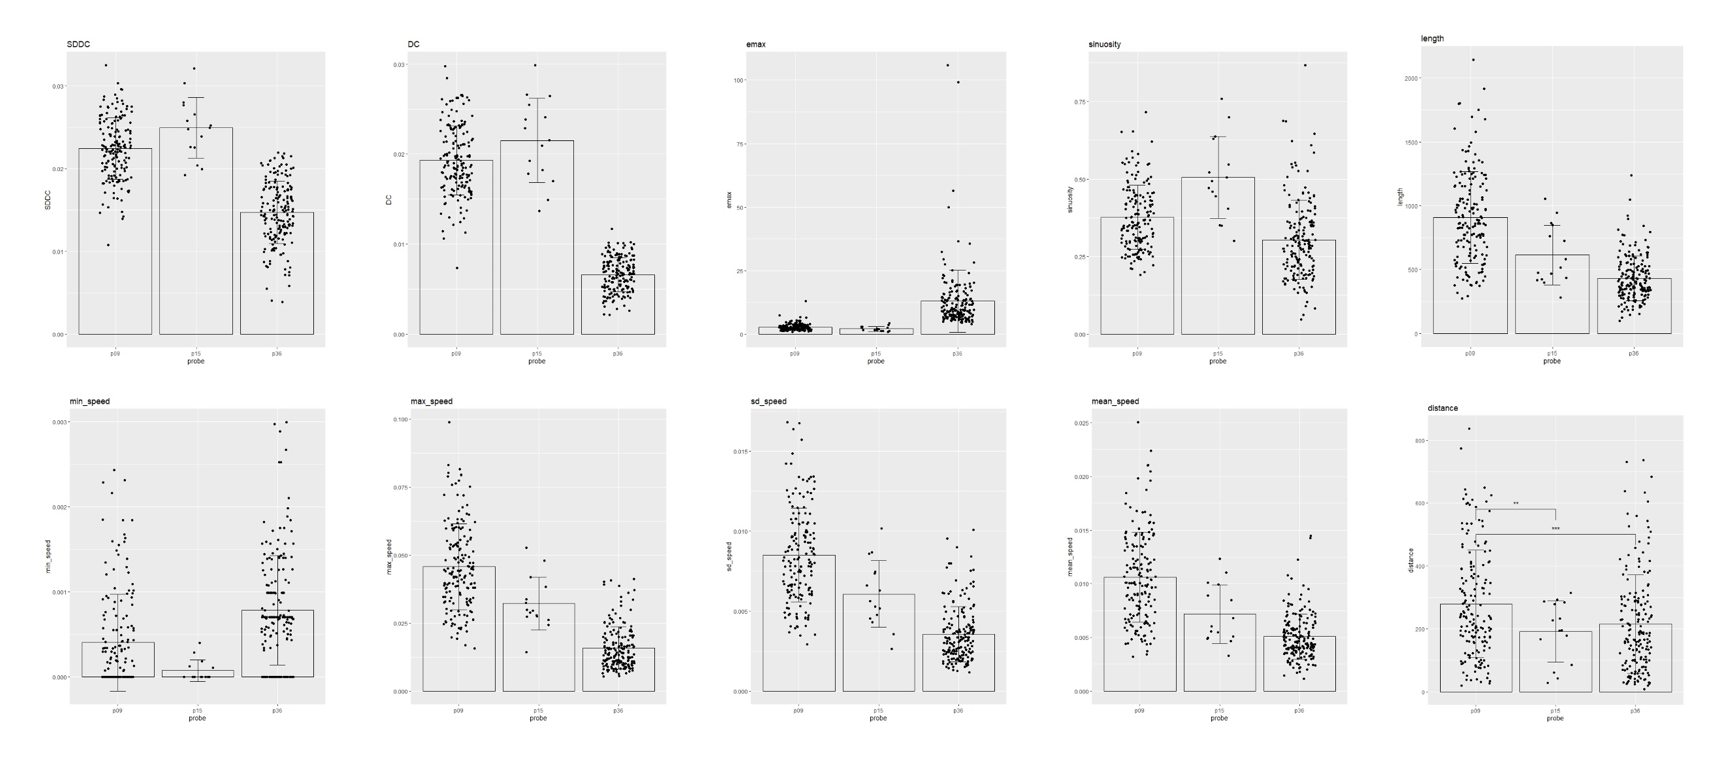 SDDC
SDDC
0.03
0.02
0.01
0.00
p09 p15 p36
probe
DC
DC
0.03
0.02
0.01
0.00
p09 p15 p36
probe
emax
emax
100
75
50
25
0
p09 p15 p36
probe
sinuosity
sinuosity
0.75
0.50
0.25
0.00
p09 p15 p36
probe
length
length
2000
1500
1000
500
0
p09 p15 p36
probe
min_speed
min_speed
0.003
0.002
0.001
0.000
p09 p15 p36
probe
max_speed
max_speed
0.100
0.075
0.050
0.025
0.000
p09 p15 p36
probe
sd_speed
sd_speed
0.015
0.010
0.005
0.000
p09 p15 p36
probe
mean_speed
mean_speed
0.025
0.020
0.015
0.010
0.005
0.000
p09 p15 p36
probe
distance
distance
800
600
400
200
0
**
***
p09 p15 p36
probe